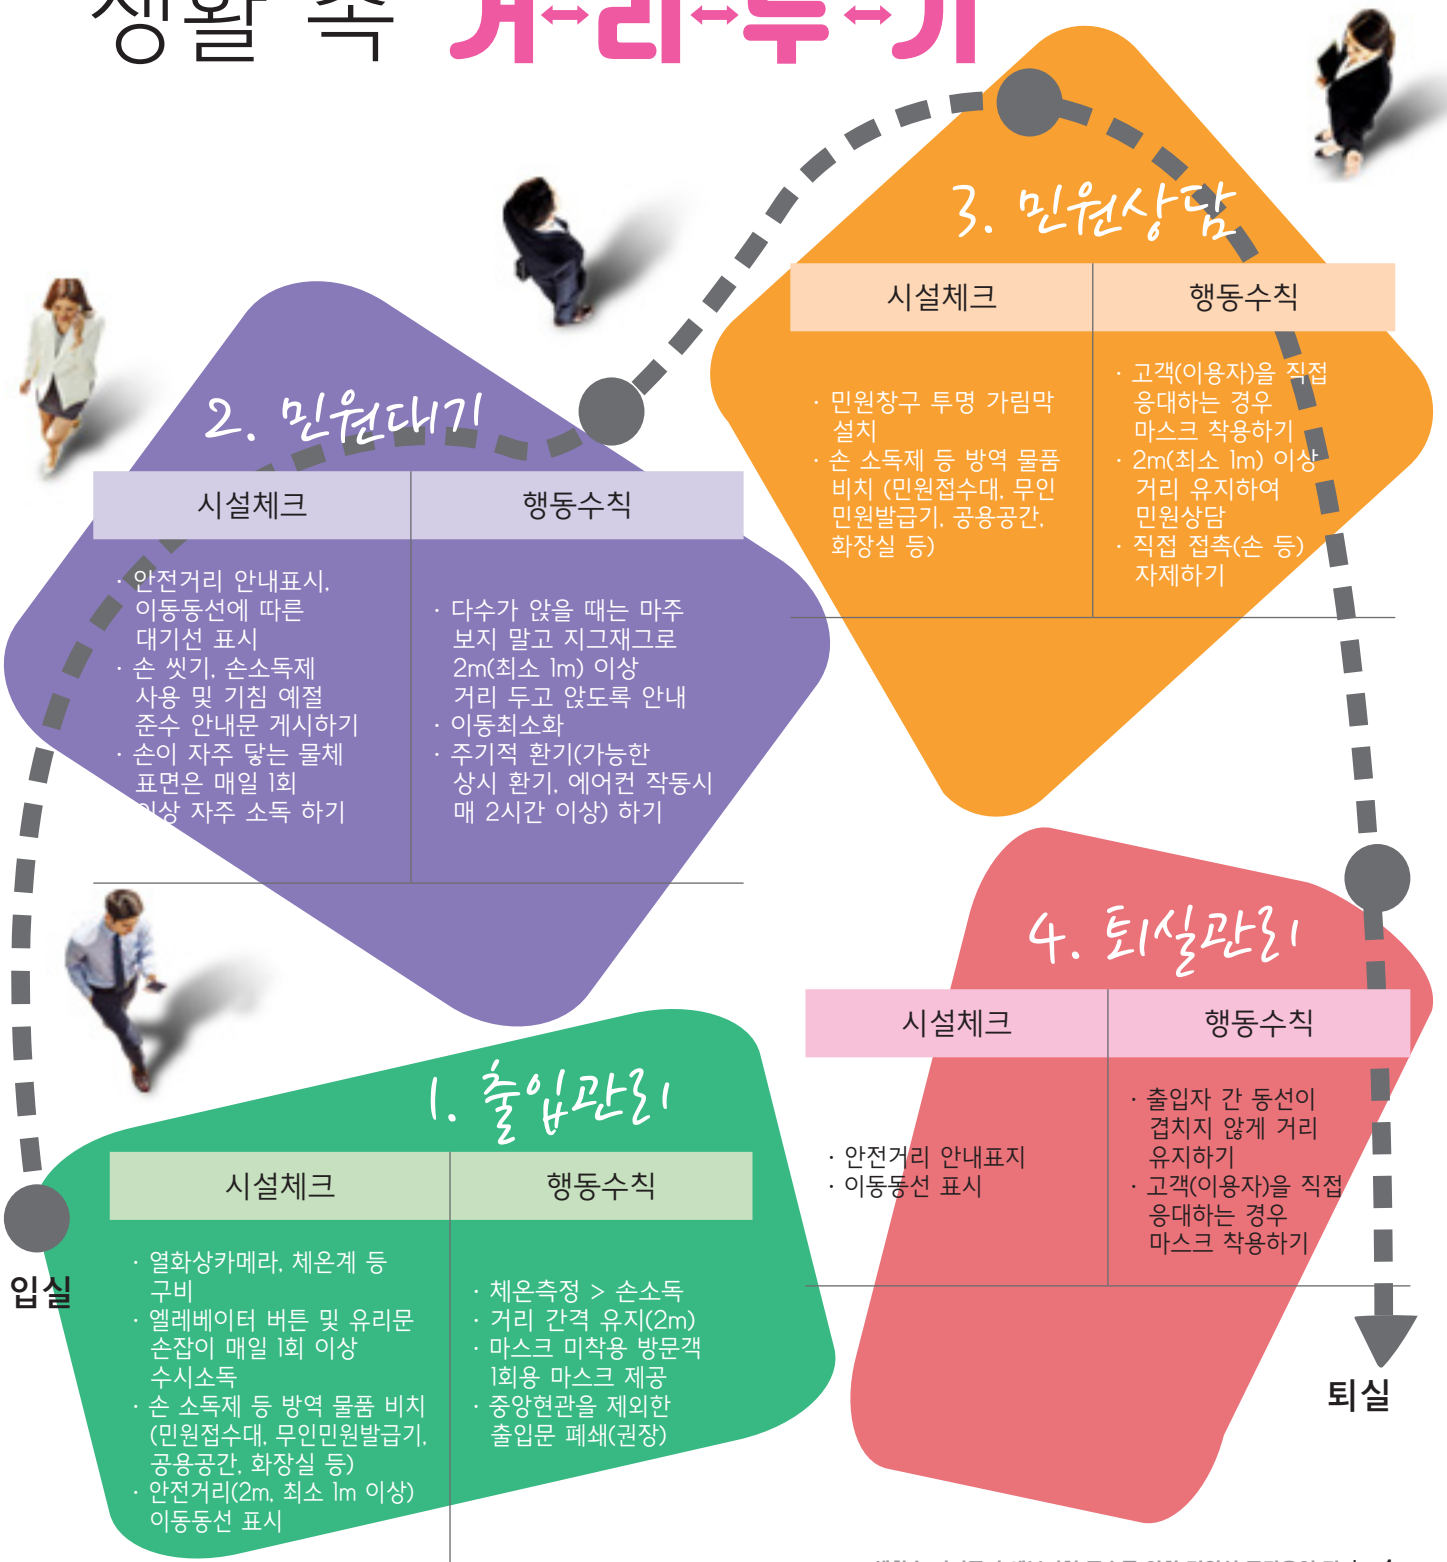 생활 속 거리두기
3. 민원상담
시설체크
행동수칙
· 민원창구 투명 가림막
설치
· 손 소독제 등 방역 물품
비치 (민원접수대, 무인
민원발급기, 공용공간,
화장실 등)
· 고객(이용자)을 직접
응대하는 경우
마스크 착용하기
· 2m(최소 1m) 이상
거리 유지하여
민원상담
· 직접 접촉(손 등)
자제하기
2. 민원대기
시설체크
행동수칙
· 안전거리 안내표시,
이동동선에 따른
대기선 표시
· 손 씻기, 손소독제
사용 및 기침 예절
준수 안내문 게시하기
· 손이 자주 닿는 물체
표면은 매일 1회
이상 자주 소독 하기
· 다수가 앉을 때는 마주
보지 말고 지그재그로
2m(최소 1m) 이상
거리 두고 앉도록 안내
· 이동최소화
· 주기적 환기(가능한
상시 환기, 에어컨 작동시
매 2시간 이상) 하기
4. 퇴실관리
시설체크
행동수칙
· 안전거리 안내표지
· 이동동선 표시
· 출입자 간 동선이
겹치지 않게 거리
유지하기
· 고객(이용자)을 직접
응대하는 경우
마스크 착용하기
1. 출입관리
시설체크
행동수칙
· 열화상카메라, 체온계 등
구비
· 엘레베이터 버튼 및 유리문
손잡이 매일 1회 이상
수시소독
· 손 소독제 등 방역 물품 비치
(민원접수대, 무인민원발급기,
공용공간, 화장실 등)
· 안전거리(2m, 최소 1m 이상)
이동동선 표시
· 체온측정 > 손소독
· 거리 간격 유지(2m)
· 마스크 미착용 방문객
1회용 마스크 제공
· 중앙현관을 제외한
출입문 폐쇄(권장)
입실
퇴실